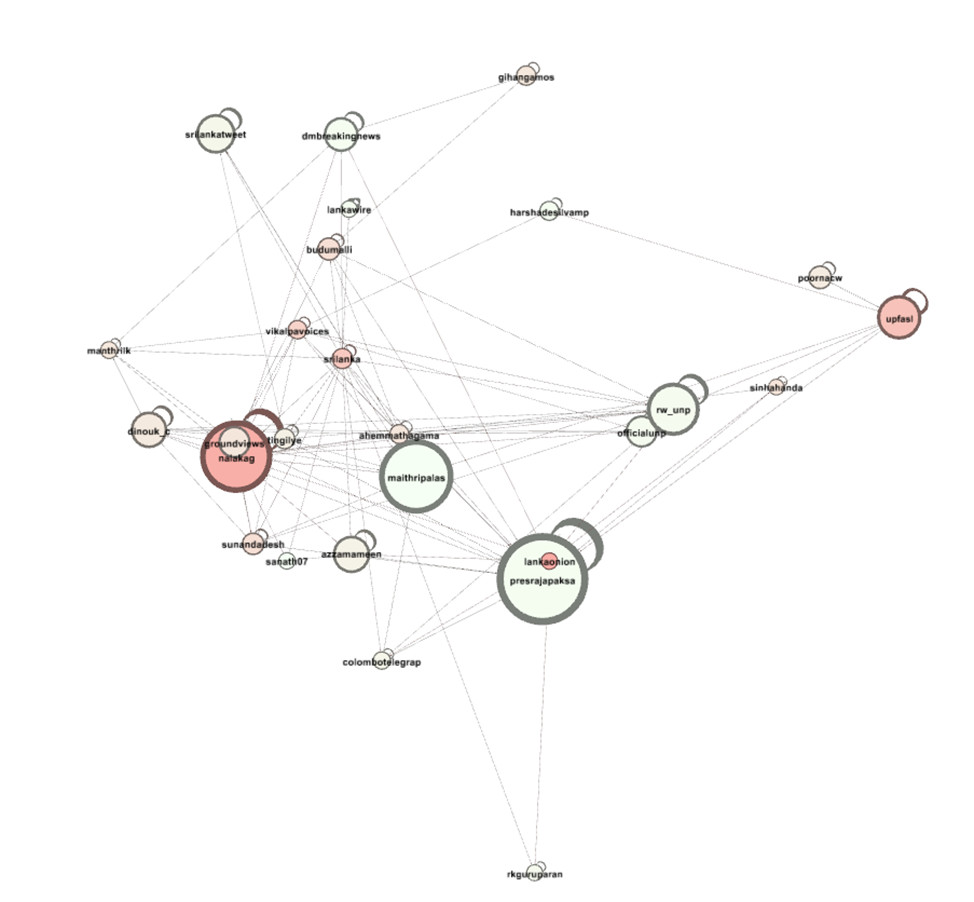 gihangamos
srilankatweet
dmbreakingnews
lankawire
harshadesilvamp
budumalli
poornacw
upfasl
vikalpavoices
manthrilk
srilanka
sinhahanda
rw_unp
dinouk_c
officialunp
ahemmathagama
groundviews
tingilye
nalakag
maithripalas
sunandadesh
azzamameen
sanath07
lankaonion
presrajapaksa
colombotelegrap
rkguruparan